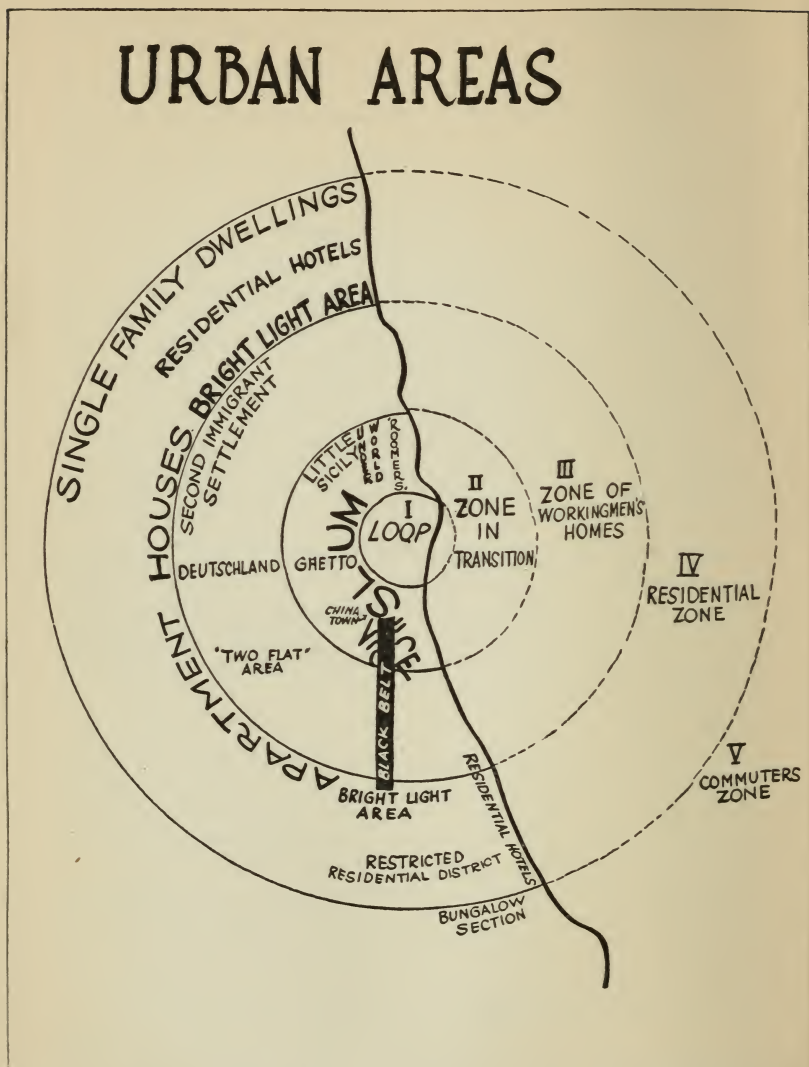 URBAN AREAS
SINGLE FAMILY DWELLINGS
RESIDENTIAL HOTELS
BRIGHT LIGHT AREA
SECOND IMMIGRANT
SETTLEMENT
APARTMENT HOUSES
LITTLE
SICILY
UNDER
WORLD
ROOMERS
I
LOOP
II
ZONE
IN
TRANSITION
III
ZONE OF
WORKINGMEN'S
HOMES
IV
RESIDENTIAL
ZONE
V
COMMUTERS
ZONE
DEUTSCHLAND
GHETTO
SLUM
CHINA
TOWN
VICE
"TWO FLAT"
AREA
BLACK BELT
BRIGHT LIGHT
AREA
RESIDENTIAL HOTELS
RESTRICTED
RESIDENTIAL DISTRICT
BUNGALOW
SECTION